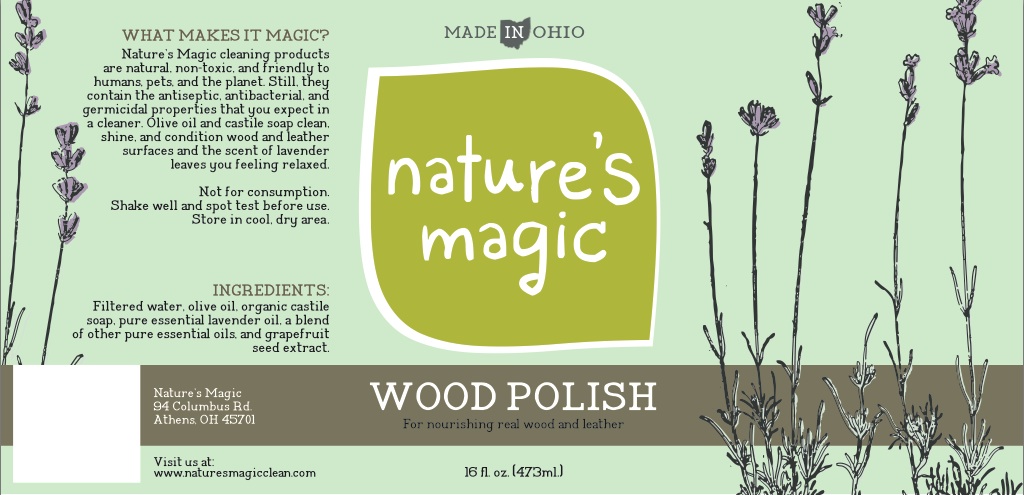 WHAT MAKES IT MAGIC?
Nature's Magic cleaning products
are natural, non-toxic, and friendly to
humans, pets, and the planet. Still, they
contain the antiseptic, antibacterial, and
germicidal properties that you expect in
a cleaner. Olive oil and castile soap clean,
shine, and condition wood and leather
surfaces and the scent of lavender
leaves you feeling relaxed.
Not for consumption.
Shake well and spot test before use.
Store in cool, dry area.
INGREDIENTS:
Filtered water, olive oil, organic castile
soap, pure essential lavender oil, a blend
of other pure essential oils, and grapefruit
seed extract.
Nature's Magic
94 Columbus Rd.
Athens, OH 45701
Visit us at:
www.naturesmagicclean.com
MADE IN OHIO
nature's
magic
WOOD POLISH
For nourishing real wood and leather
16 fl. oz. (473ml.)